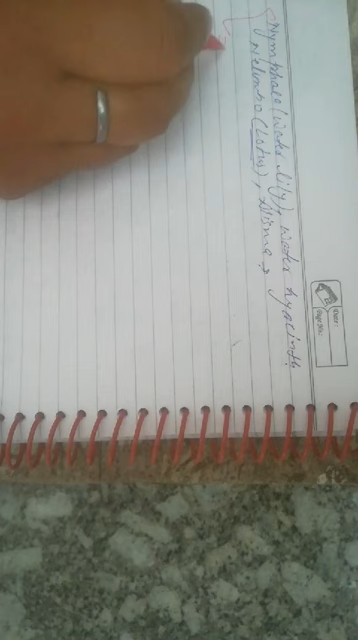 Date:
Page No:
Nymphaea (Water lily), water hyacinth
Nelumbo (Lotus),